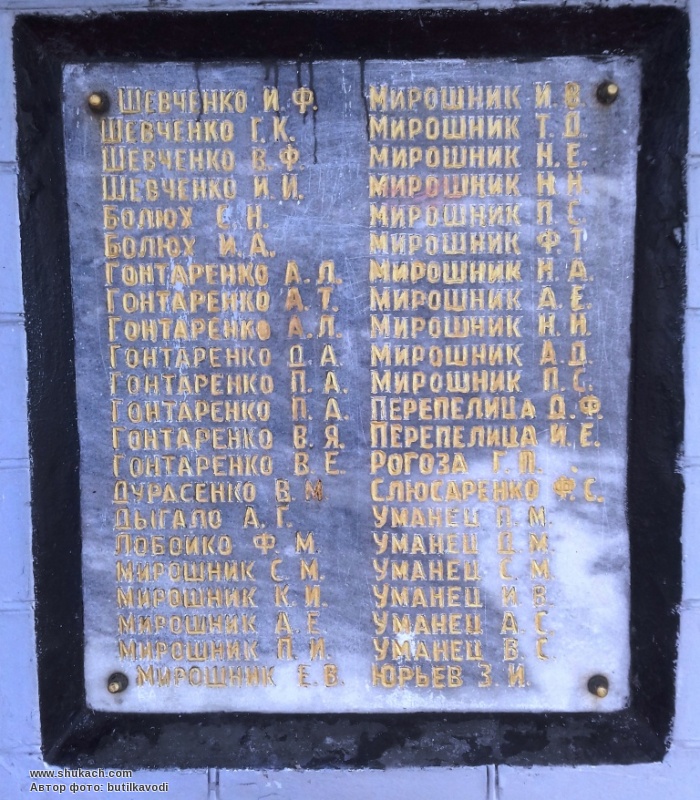 ШЕВЧЕНКО И.Ф.
ШЕВЧЕНКО Г.К.
ШЕВЧЕНКО В.Ф.
ШЕВЧЕНКО И.И.
БОЛЮХ С.Н.
БОЛЮХ И.А.
ГОНТАРЕНКО А.Л.
ГОНТАРЕНКО А.Т.
ГОНТАРЕНКО А.Л.
ГОНТАРЕНКО Д.А.
ГОНТАРЕНКО П.А.
ГОНТАРЕНКО П.А.
ГОНТАРЕНКО В.Я.
ГОНТАРЕНКО В.Е.
ДУРАСЕНКО В.М
ДЫГАЛО А.Г.
ЛОБОЙКО Ф.М.
МИРОШНИК С.М.
МИРОШНИК К.И.
МИРОШНИК А.Е
МИРОШНИК П.И.
МИРОШНИК Е.В.
МИРОШНИК И.В.
МИРОШНИК Т.
МИРОШНИК Н.Е.
МИРОШНИК Н.Н.
МИРОШНИК П.С.
МИРОШНИК Ф.Т
МИРОШНИК Н.А.
МИРОШНИК А.Е.
МИРОШНИК Н.И.
МИРОШНИК А.Д.
МИРОШНИК П.С.
ПЕРЕПЕЛИЦА Д.Ф.
ПЕРЕПЕЛИЦА И.Е.
РОГОЗА Г.П.
СЛЮСАРЕНКО Ф.С.
УМАНЕЦ П.М.
УМАНЕЦ Д.М.
УМАНЕЦ С.М.
УМАНЕЦ И.В.
УМАНЕЦ А.С.
УМАНЕЦ В.С.
ЮРЬЕВ З.И.
www.shukach.com
Автор фото: butilkavodi